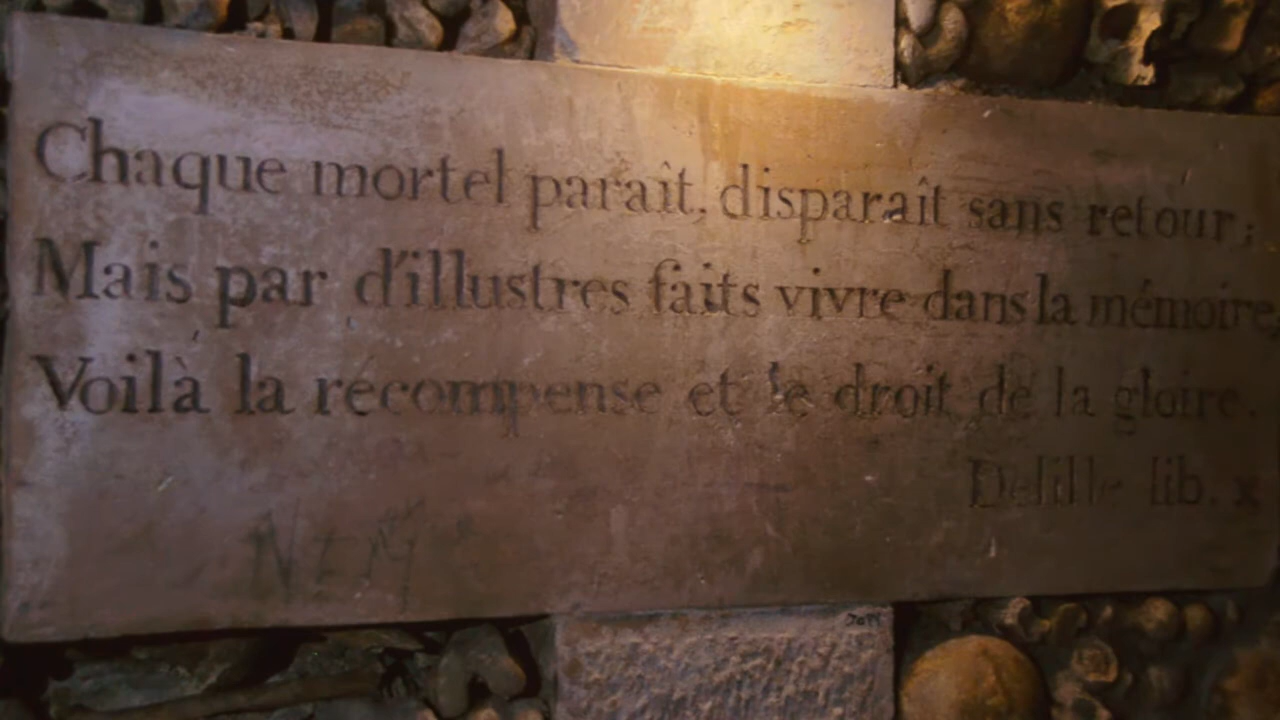 Chaque mortel paraît, disparaît sans retour;
Mais par d'illustres faits vivre dans la mémoire,
Voilà la récompense et le droit de la gloire.
Delille lib. x